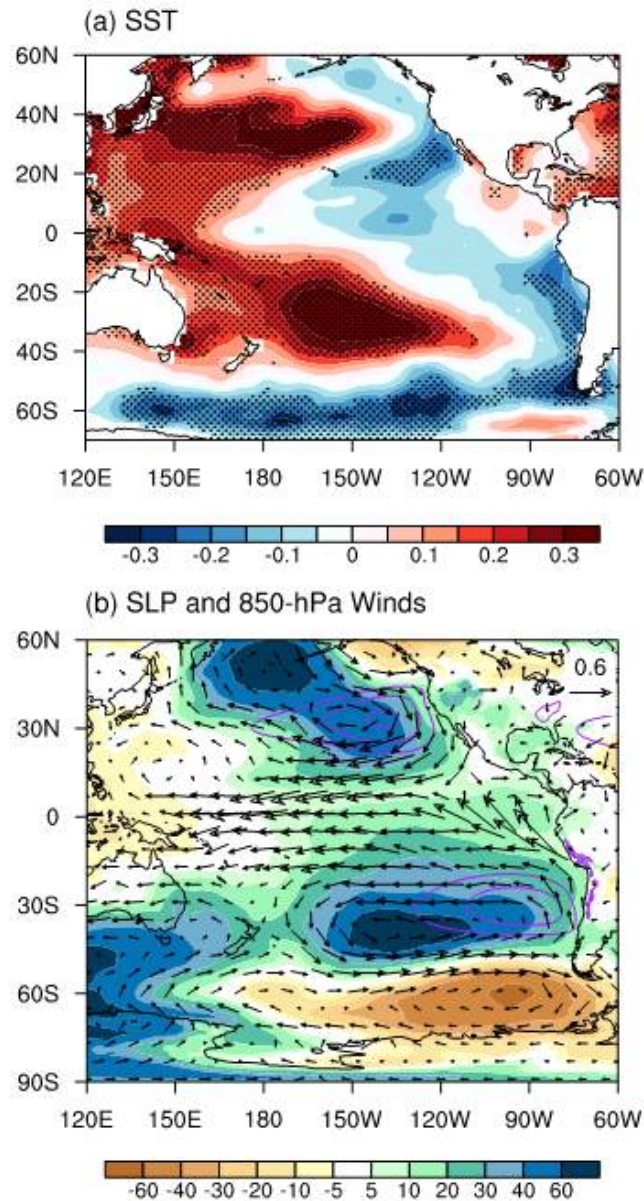 (a) SST
60N
40N
20N
0
20S
40S
60S
120E 150E 180 150W 120W 90W 60W
-0.3 -0.2 -0.1 0 0.1 0.2 0.3
(b) SLP and 850-hPa Winds
60N
0.6
30N
0
30S
60S
90S
120E 150E 180 150W 120W 90W 60W
-60 -40 -30 -20 -10 -5 5 10 20 30 40 60